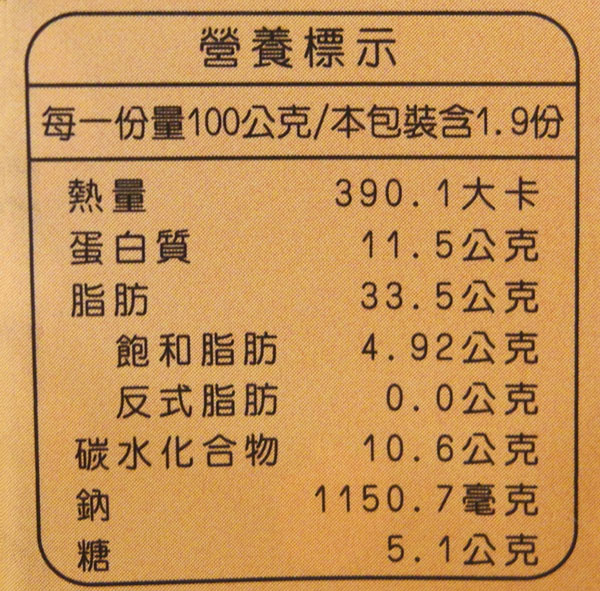 營養標示
每一份量100公克/本包裝含1.9份
熱量 390.1大卡
蛋白質 11.5公克
脂肪 33.5公克
飽和脂肪 4.92公克
反式脂肪 0.0公克
碳水化合物 10.6公克
鈉 1150.7毫克
糖 5.1公克